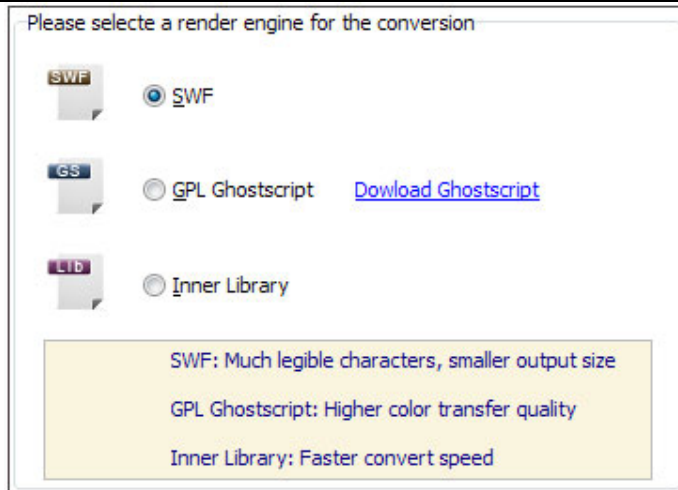 Please selecte a render engine for the conversion
SWF
SWF
GS
GPL Ghostscript Dowload Ghostscript
Lib
Inner Library
SWF: Much legible characters, smaller output size
GPL Ghostscript: Higher color transfer quality
Inner Library: Faster convert speed